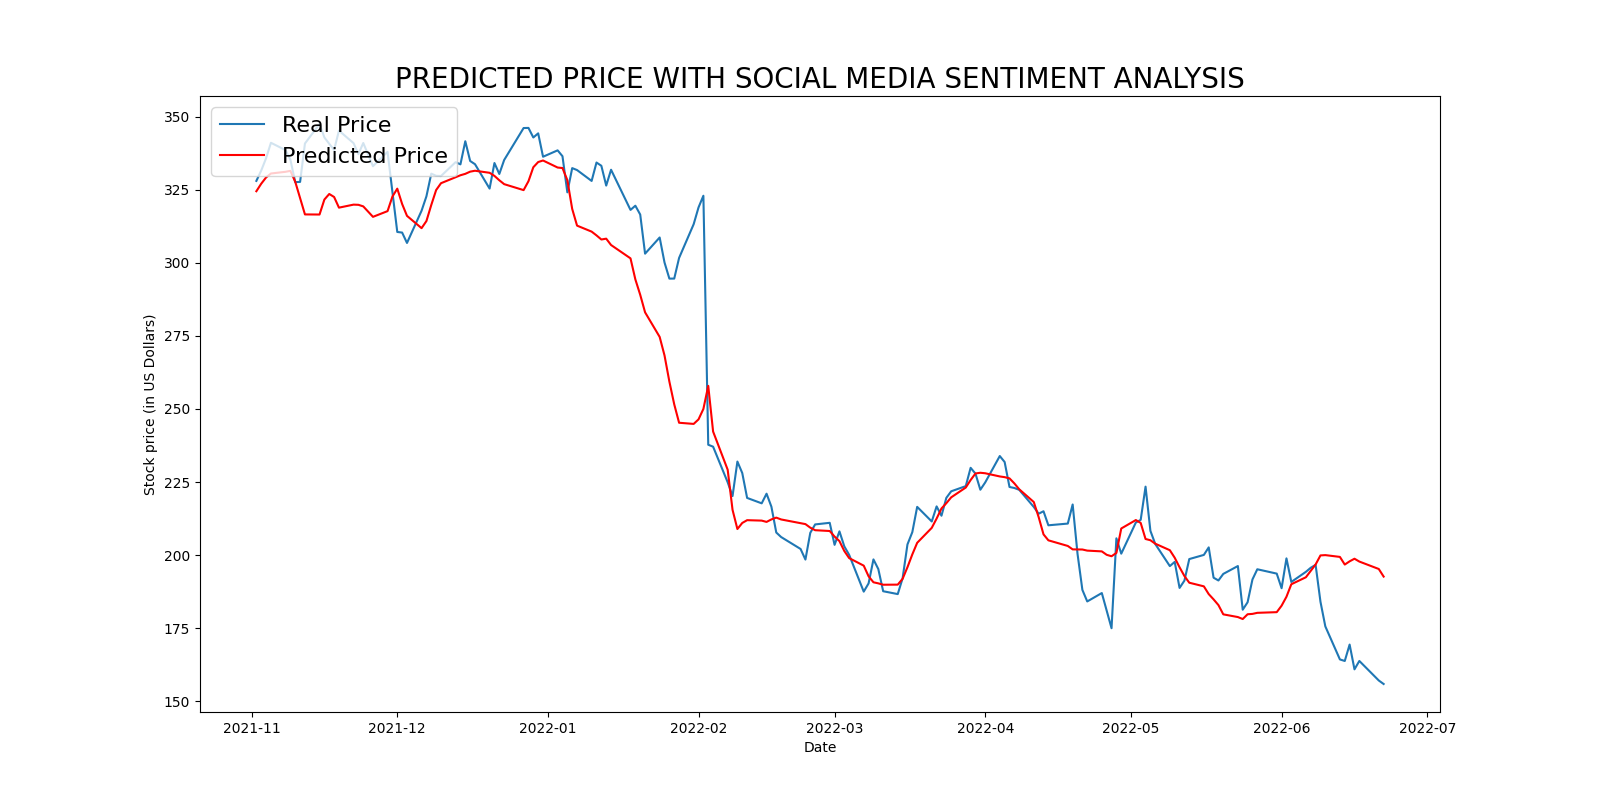 PREDICTED PRICE WITH SOCIAL MEDIA SENTIMENT ANALYSIS
Real Price
Predicted Price
350
325
300
275
250
225
200
175
150
Stock price (in US Dollars)
2021-11 2021-12 2022-01 2022-02 2022-03 2022-04 2022-05 2022-06 2022-07
Date